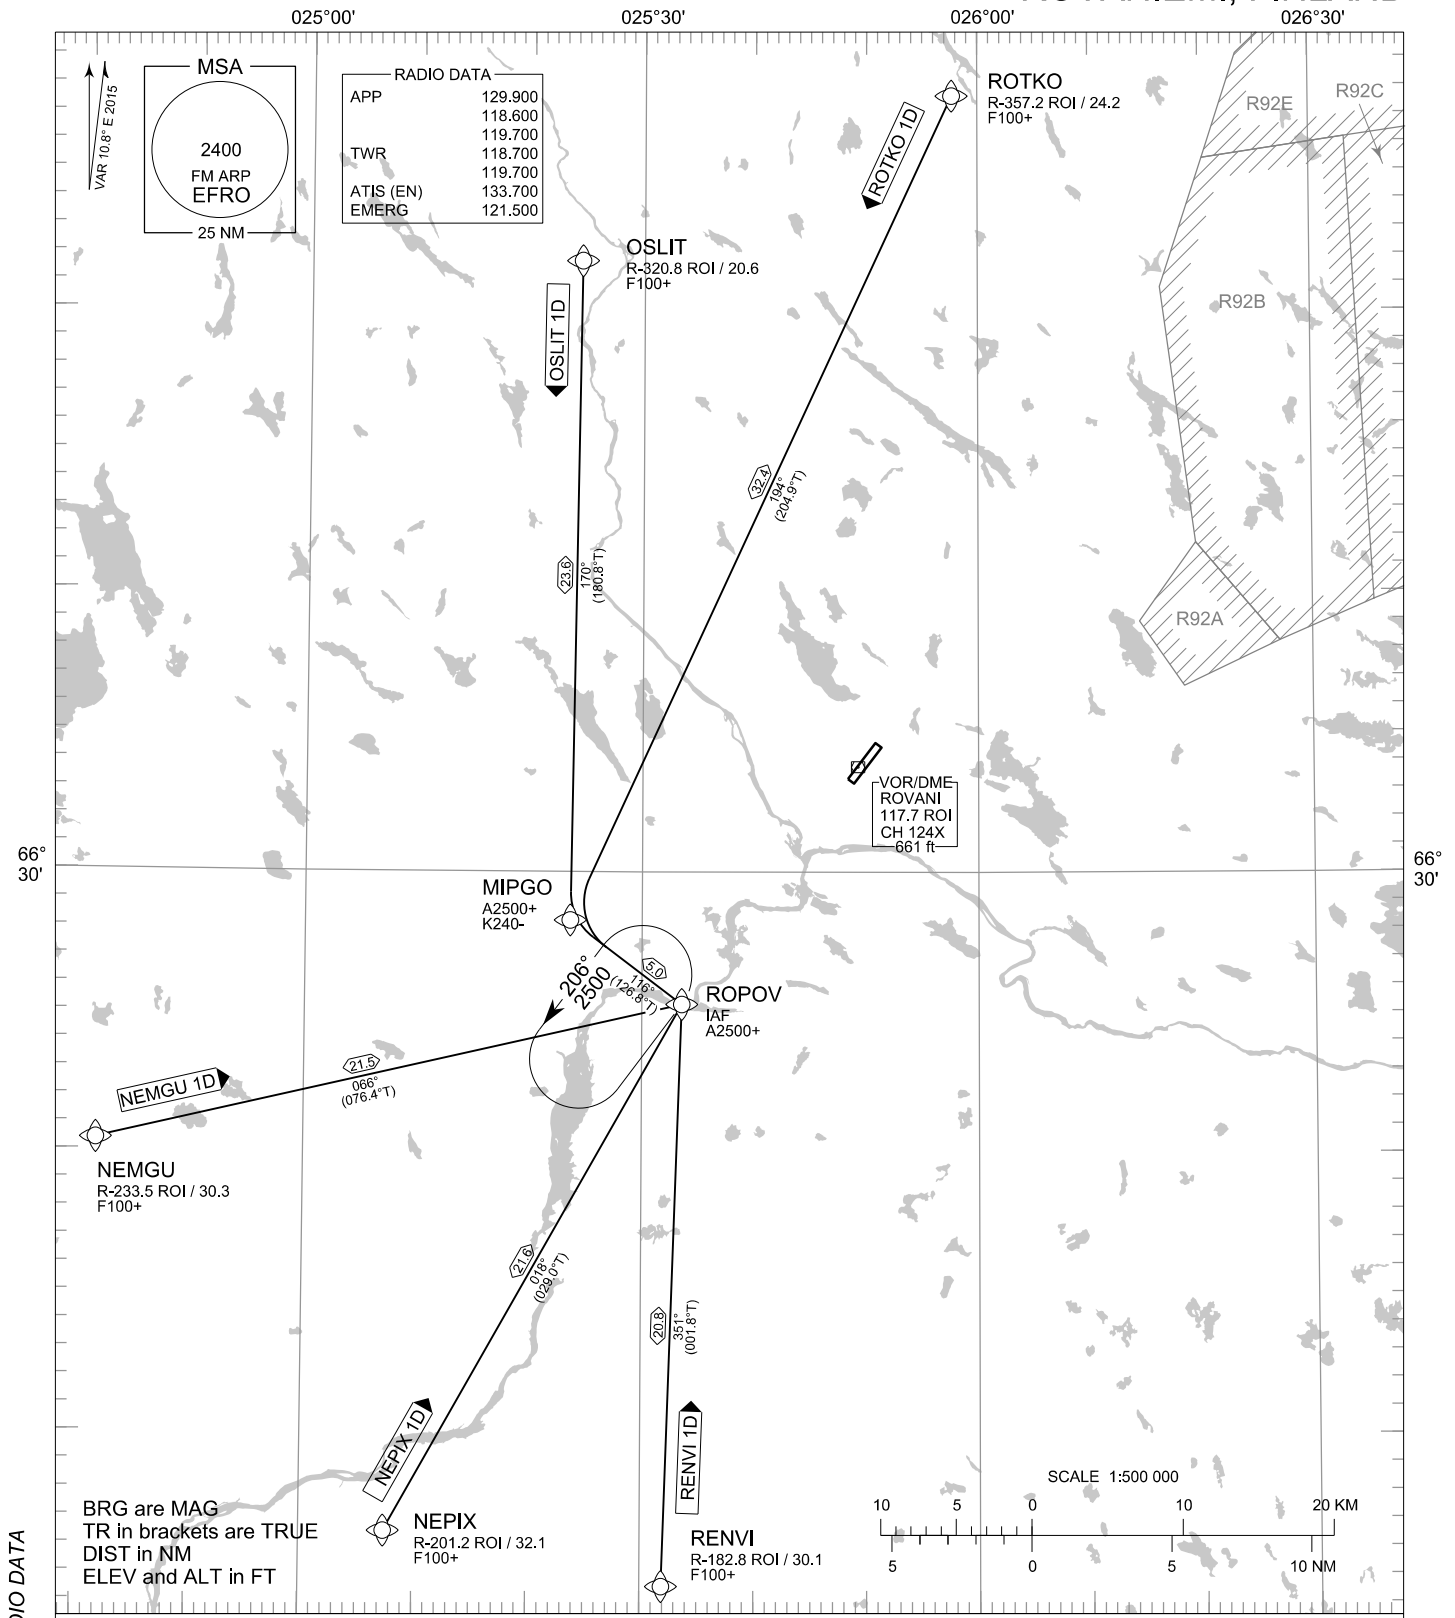 025°00'
025°30'
026°00'
026°30'
VAR 10.8° E 2015
MSA
2400
FM ARP
EFRO
25 NM
RADIO DATA
APP 129.900
118.600
119.700
TWR 118.700
119.700
ATIS (EN) 133.700
EMERG 121.500
ROTKO
R-357.2 ROI / 24.2
F100+
ROTKO 1D
R92E
R92C
OSLIT
R-320.8 ROI / 20.6
F100+
OSLIT 1D
R92B
32.4
194°
(204.9°T)
23.6
170°
(180.8°T)
R92A
VOR/DME
ROVANI
117.7 ROI
CH 124X
661 ft
66°
30'
66°
30'
MIPGO
A2500+
K240-
206°
2500
5.0
116°
(126.8°T)
ROPOV
IAF
A2500+
NEMGU 1D
21.5
066°
(076.4°T)
NEMGU
R-233.5 ROI / 30.3
F100+
21.6
018°
(029.0°T)
20.8
351°
(001.8°T)
NEPIX 1D
RENVI 1D
NEPIX
R-201.2 ROI / 32.1
F100+
RENVI
R-182.8 ROI / 30.1
F100+
SCALE 1:500 000
10 5 0 10 20 KM
5 0 5 10 NM
BRG are MAG
TR in brackets are TRUE
DIST in NM
ELEV and ALT in FT
DIO DATA